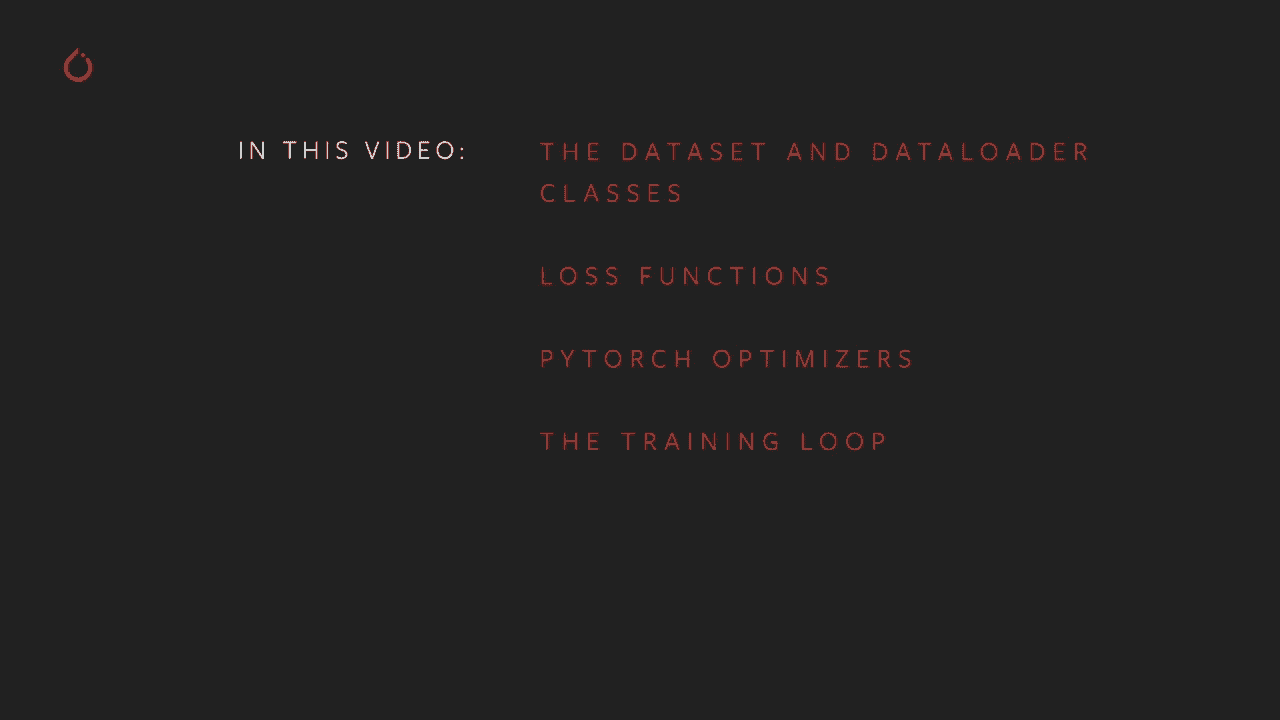 IN THIS VIDEO:
THE DATASET AND DATALOADER
CLASSES
LOSS FUNCTIONS
PYTORCH OPTIMIZERS
THE TRAINING LOOP